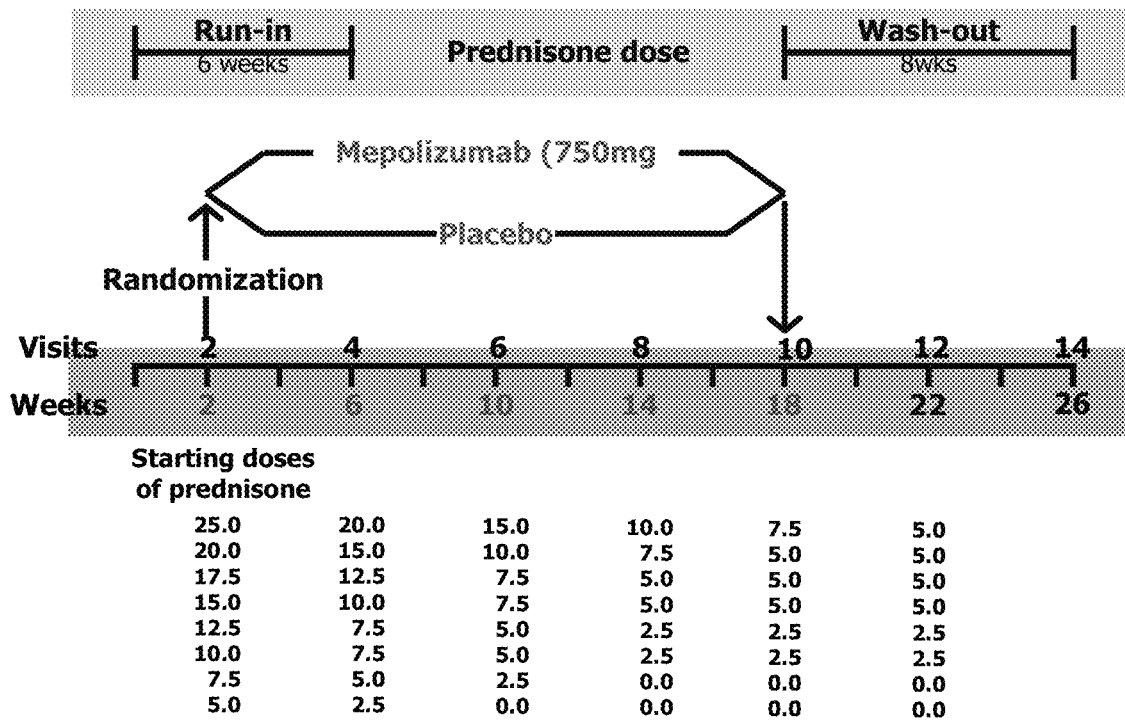 Run-in
6 weeks
Prednisone dose
Wash-out
8wks
Mepolizumab (750mg
Placebo
Randomization
Visits 2 4 6 8 10 12 14
Weeks 2 6 10 14 18 22 26
Starting doses
of prednisone
25.0 20.0 15.0 10.0 7.5 5.0
20.0 15.0 10.0 7.5 5.0 5.0
17.5 12.5 7.5 5.0 5.0 5.0
15.0 10.0 7.5 5.0 5.0 5.0
12.5 7.5 5.0 2.5 2.5 2.5
10.0 7.5 5.0 2.5 2.5 2.5
7.5 5.0 2.5 0.0 0.0 0.0
5.0 2.5 0.0 0.0 0.0 0.0